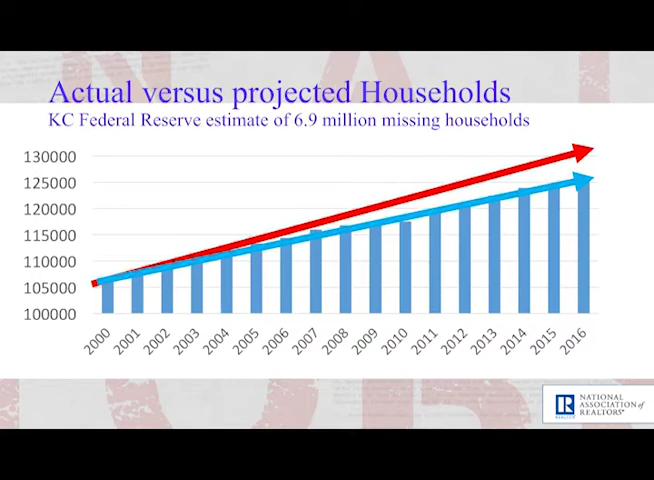 Actual versus projected Households
KC Federal Reserve estimate of 6.9 million missing households
130000
125000
120000
115000
110000
105000
100000
2000 2001 2002 2003 2004 2005 2006 2007 2008 2009 2010 2011 2012 2013 2014 2015 2016
NATIONAL
ASSOCIATION of
REALTORS®